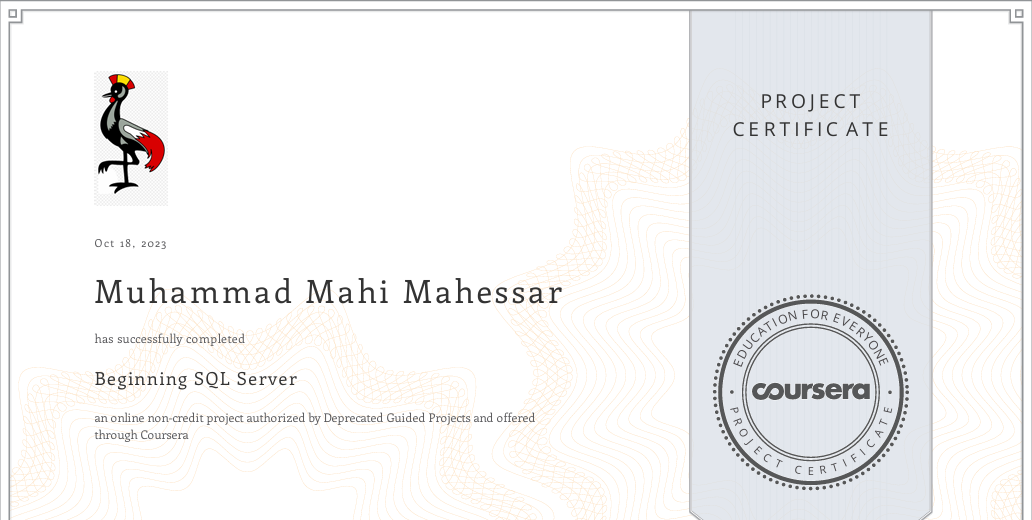 PROJECT
CERTIFICATE
Oct 18, 2023
Muhammad Mahi Mahessar
has successfully completed
Beginning SQL Server
an online non-credit project authorized by Deprecated Guided Projects and offered
through Coursera
EDUCATION FOR EVERYONE
coursera
PROJECT CERTIFICATE